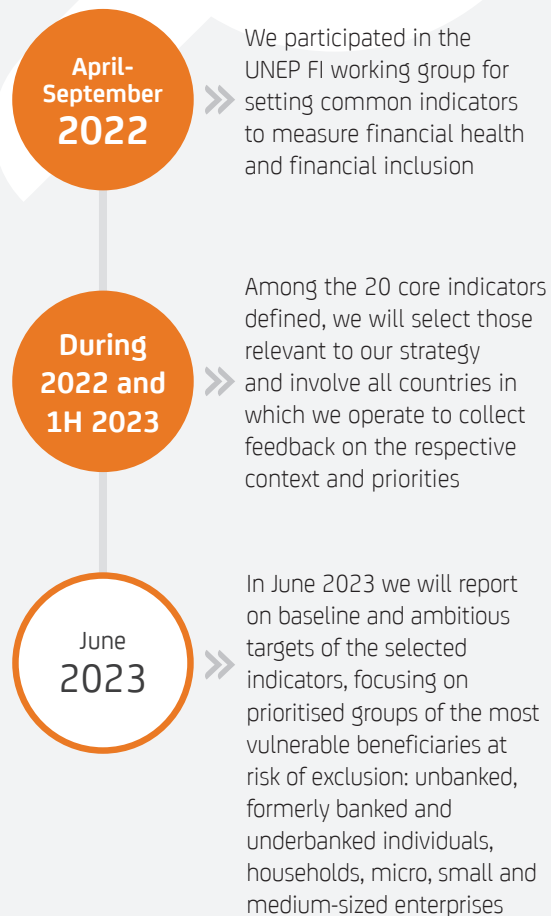 April-
September
2022
We participated in the
UNEP FI working group for
setting common indicators
to measure financial health
and financial inclusion
During
2022 and
1H 2023
Among the 20 core indicators
defined, we will select those
relevant to our strategy
and involve all countries in
which we operate to collect
feedback on the respective
context and priorities
June
2023
In June 2023 we will report
on baseline and ambitious
targets of the selected
indicators, focusing on
prioritised groups of the most
vulnerable beneficiaries at
risk of exclusion: unbanked,
formerly banked and
underbanked individuals,
households, micro, small and
medium-sized enterprises